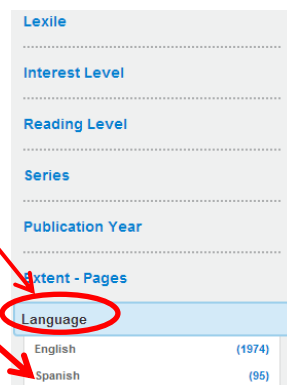 Lexile
Interest Level
Reading Level
Series
Publication Year
Extent - Pages
Language
English (1974)
Spanish (95)